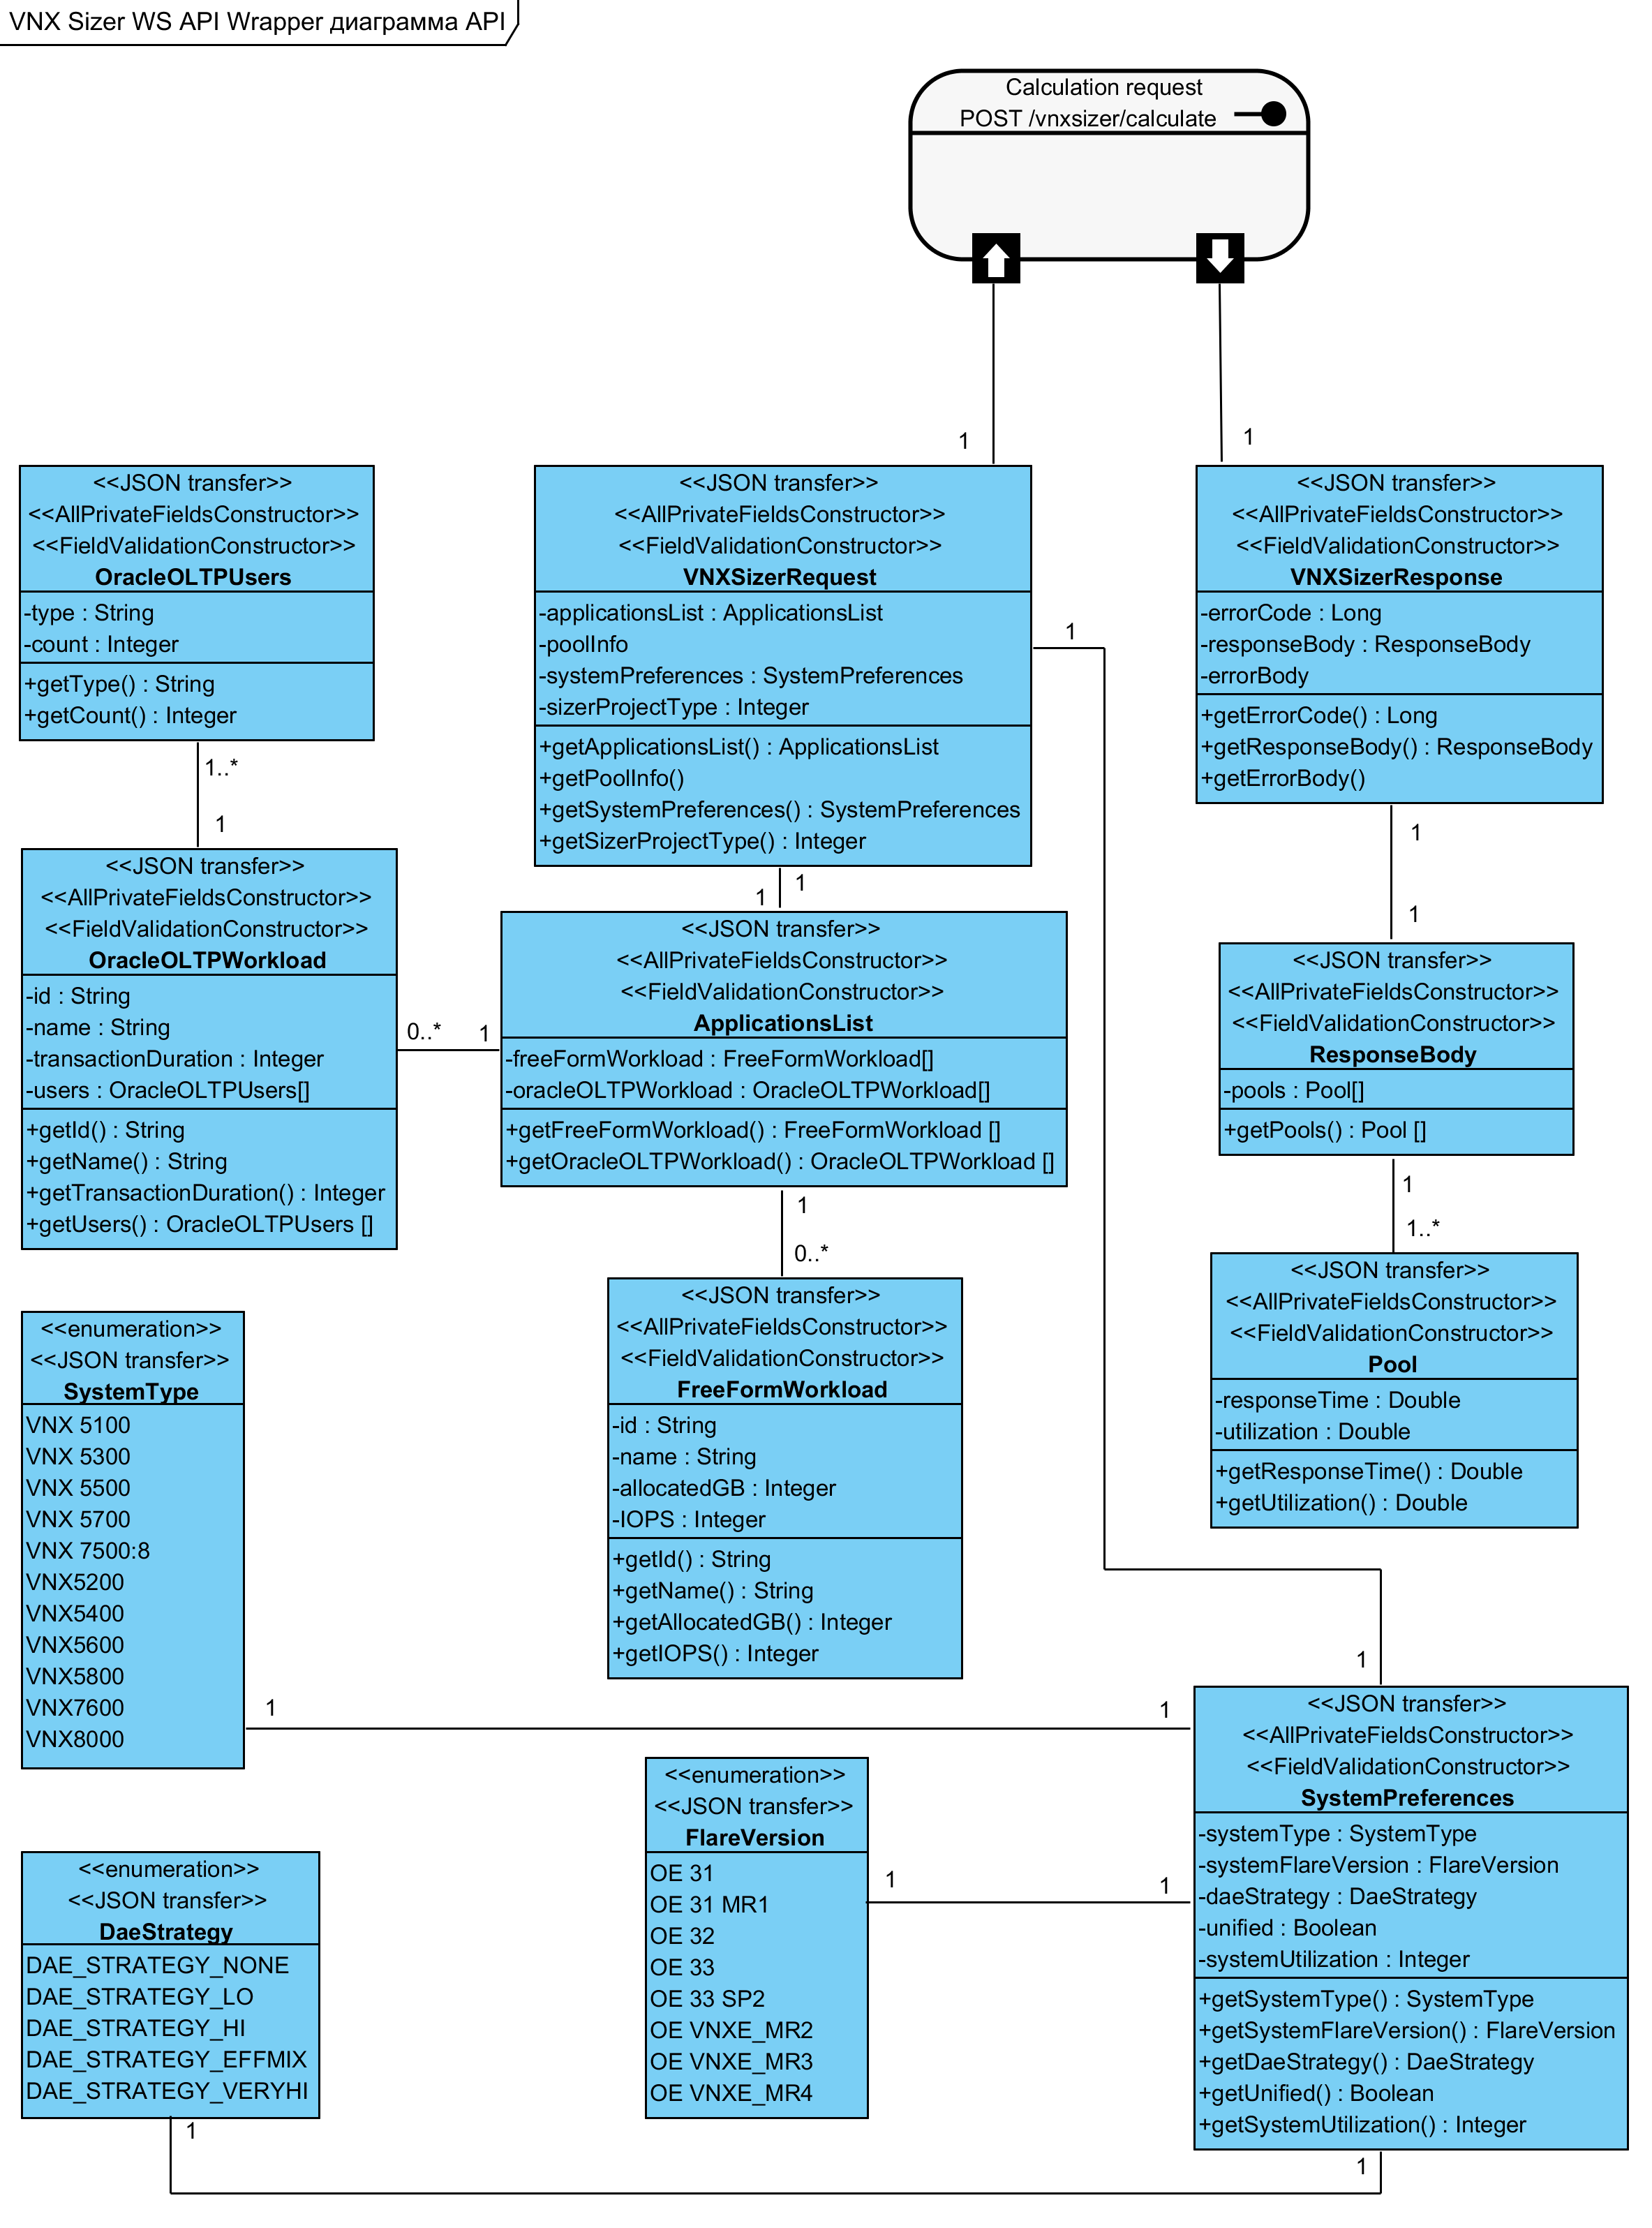 VNX Sizer WS API Wrapper диаграмма API
Calculation request
POST /vnxsizer/calculate
1
1
<<JSON transfer>>
<<AllPrivateFieldsConstructor>>
<<FieldValidationConstructor>>
OracleOLTPUsers
-type : String
-count : Integer
+getType() : String
+getCount() : Integer
1..*
1
<<JSON transfer>>
<<AllPrivateFieldsConstructor>>
<<FieldValidationConstructor>>
VNXSizerRequest
-applicationsList : ApplicationsList
-poolInfo
-systemPreferences : SystemPreferences
-sizerProjectType : Integer
+getApplicationsList() : ApplicationsList
+getPoolInfo()
+getSystemPreferences() : SystemPreferences
+getSizerProjectType() : Integer
1
1
1
<<JSON transfer>>
<<AllPrivateFieldsConstructor>>
<<FieldValidationConstructor>>
VNXSizerResponse
-errorCode : Long
-responseBody : ResponseBody
-errorBody
+getErrorCode() : Long
+getResponseBody() : ResponseBody
+getErrorBody()
1
1
<<JSON transfer>>
<<AllPrivateFieldsConstructor>>
<<FieldValidationConstructor>>
OracleOLTPWorkload
-id : String
-name : String
-transactionDuration : Integer
-users : OracleOLTPUsers[]
+getId() : String
+getName() : String
+getTransactionDuration() : Integer
+getUsers() : OracleOLTPUsers []
0..*
1
<<JSON transfer>>
<<AllPrivateFieldsConstructor>>
<<FieldValidationConstructor>>
ApplicationsList
-freeFormWorkload : FreeFormWorkload[]
-oracleOLTPWorkload : OracleOLTPWorkload[]
+getFreeFormWorkload() : FreeFormWorkload []
+getOracleOLTPWorkload() : OracleOLTPWorkload []
1
0..*
<<JSON transfer>>
<<AllPrivateFieldsConstructor>>
<<FieldValidationConstructor>>
ResponseBody
-pools : Pool[]
+getPools() : Pool []
1
1..*
<<JSON transfer>>
<<AllPrivateFieldsConstructor>>
<<FieldValidationConstructor>>
Pool
-responseTime : Double
-utilization : Double
+getResponseTime() : Double
+getUtilization() : Double
<<JSON transfer>>
<<AllPrivateFieldsConstructor>>
<<FieldValidationConstructor>>
FreeFormWorkload
-id : String
-name : String
-allocatedGB : Integer
-IOPS : Integer
+getId() : String
+getName() : String
+getAllocatedGB() : Integer
+getIOPS() : Integer
<<enumeration>>
<<JSON transfer>>
SystemType
VNX 5100
VNX 5300
VNX 5500
VNX 5700
VNX 7500:8
VNX5200
VNX5400
VNX5600
VNX5800
VNX7600
VNX8000
1
1
1
<<JSON transfer>>
<<AllPrivateFieldsConstructor>>
<<FieldValidationConstructor>>
SystemPreferences
-systemType : SystemType
-systemFlareVersion : FlareVersion
-daeStrategy : DaeStrategy
-unified : Boolean
-systemUtilization : Integer
+getSystemType() : SystemType
+getSystemFlareVersion() : FlareVersion
+getDaeStrategy() : DaeStrategy
+getUnified() : Boolean
+getSystemUtilization() : Integer
<<enumeration>>
<<JSON transfer>>
FlareVersion
OE 31
OE 31 MR1
OE 32
OE 33
OE 33 SP2
OE VNXE_MR2
OE VNXE_MR3
OE VNXE_MR4
1
1
<<enumeration>>
<<JSON transfer>>
DaeStrategy
DAE_STRATEGY_NONE
DAE_STRATEGY_LO
DAE_STRATEGY_HI
DAE_STRATEGY_EFFMIX
DAE_STRATEGY_VERYHI
1
1